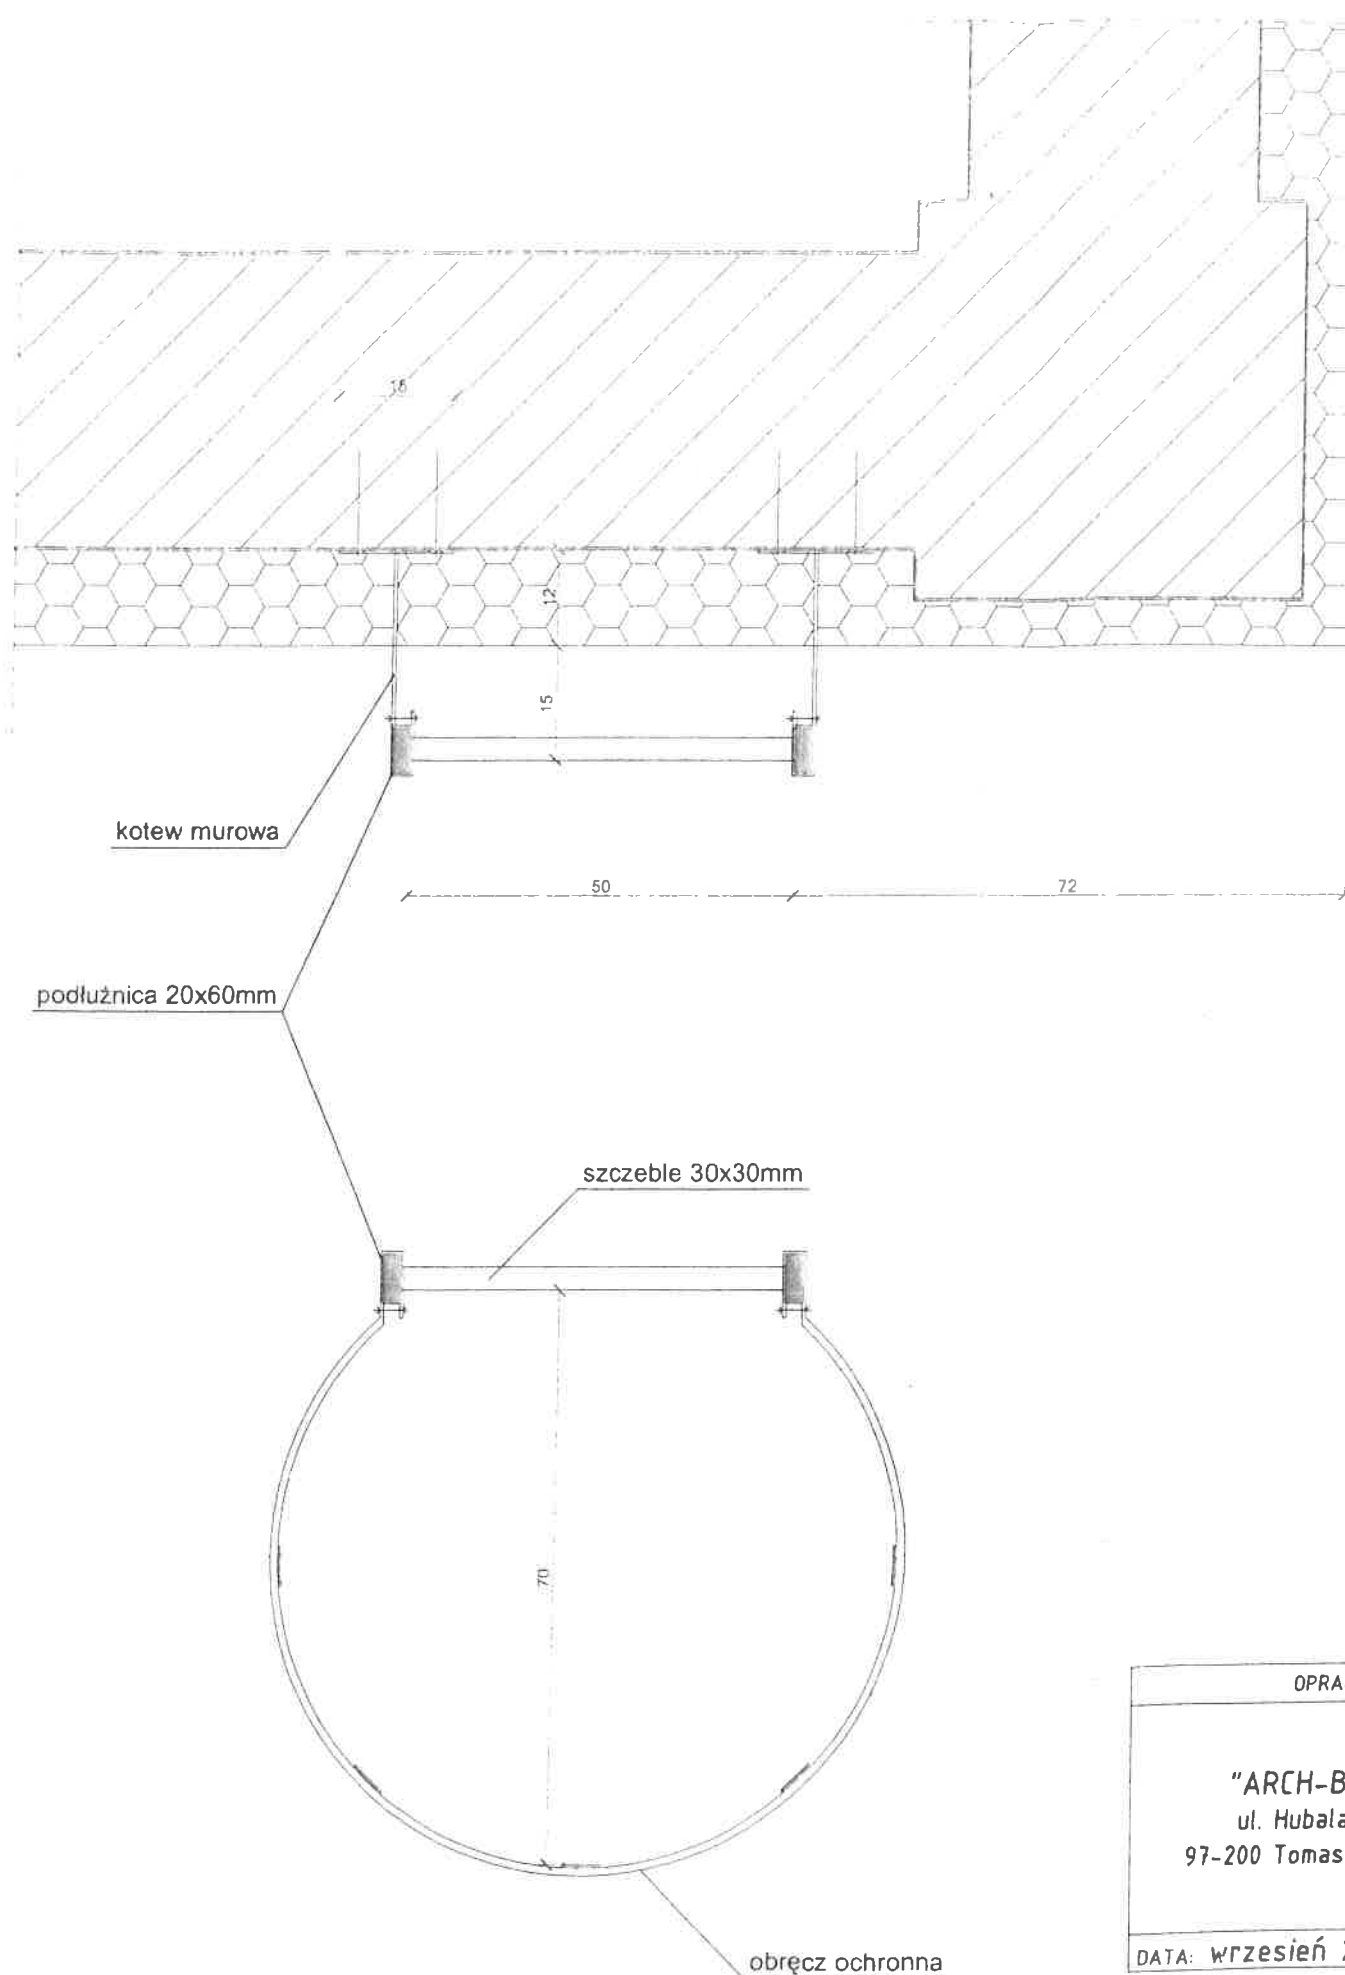 15
12
15
kotew murowa
50
72
podłużnica 20x60mm
szczeble 30x30mm
70
OPRA
"ARCH-B
ul. Hubala
97-200 Tomas
DATA: wrzesień
obręcz ochronna